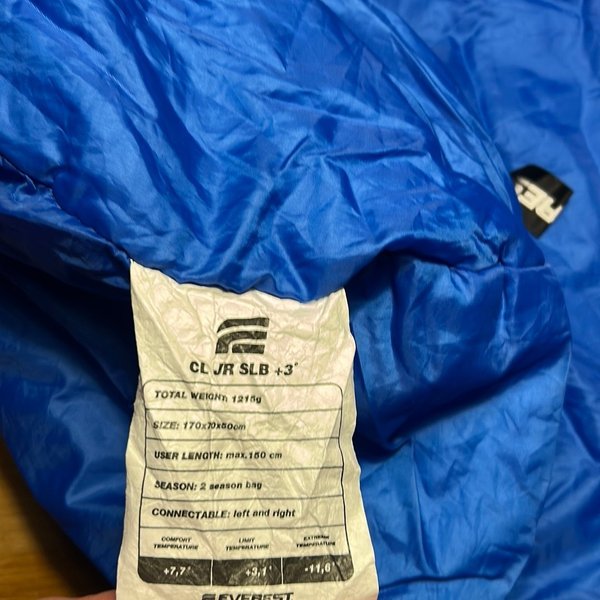 CL JR SLB +3°
TOTAL WEIGHT: 1215g
SIZE: 170x70x50cm
USER LENGTH: max.150 cm
SEASON: 2 season bag
CONNECTABLE: left and right
COMFORT TEMPERATURE LIMIT TEMPERATURE EXTREME TEMPERATURE
+7,7° +3,1° -11,6°
EVEREST